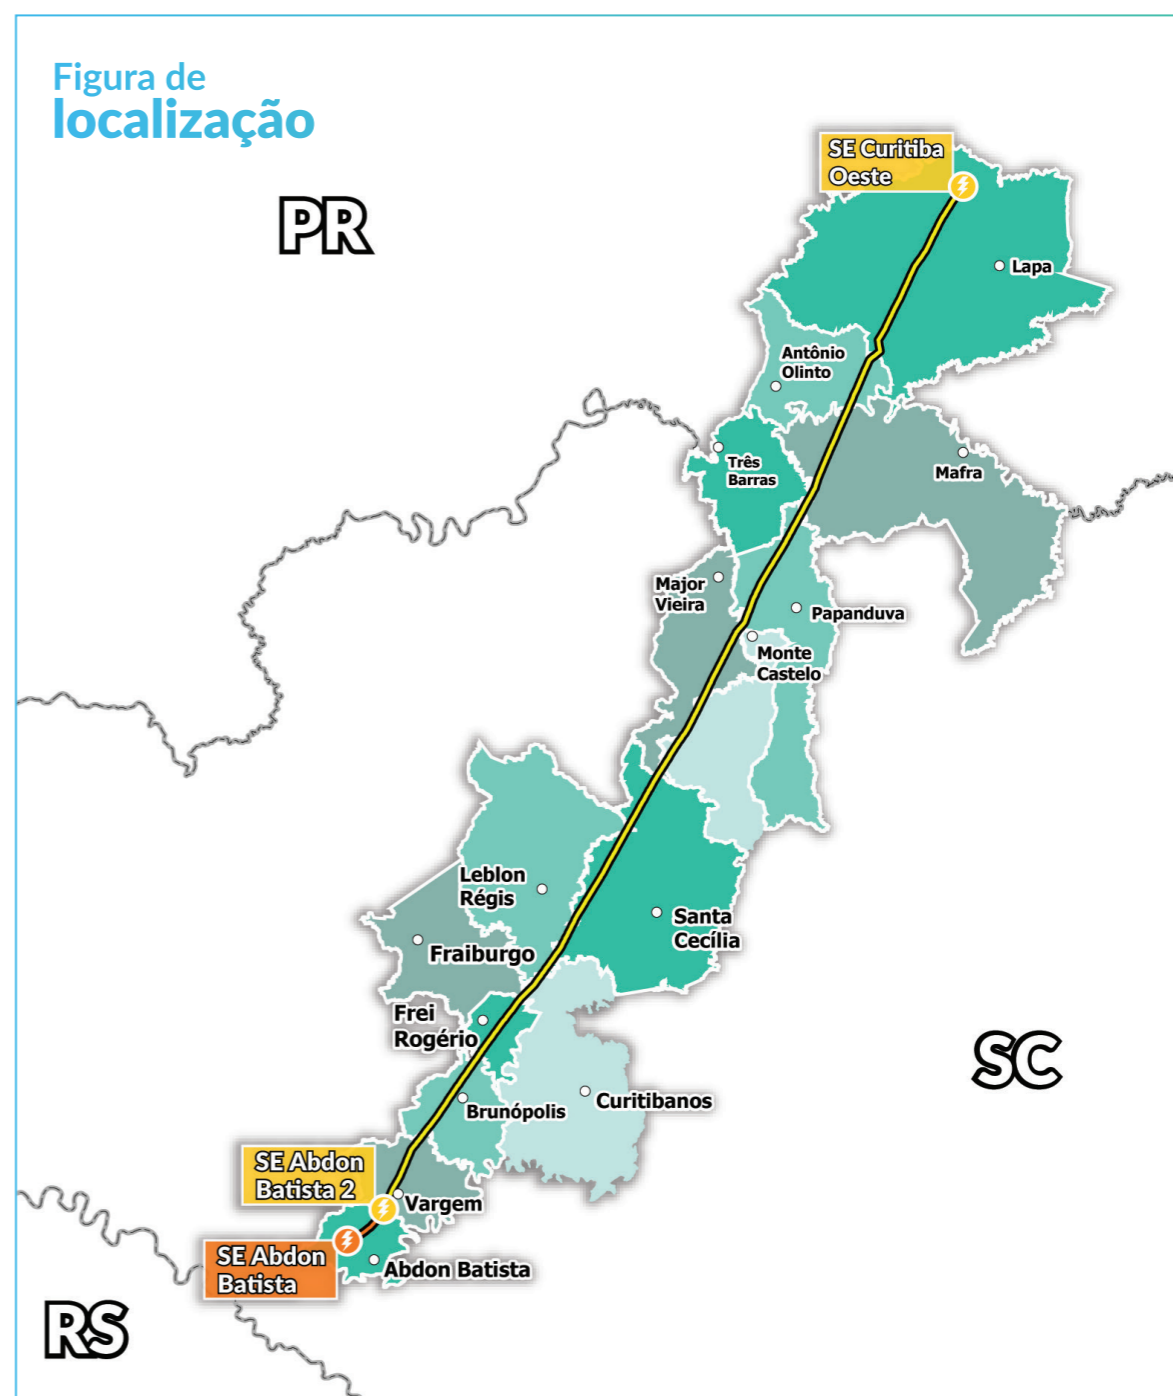 Figura de
localização
SE Curitiba
Oeste
PR
Lapa
Antônio
Olinto
Três
Barras
Mafra
Major
Vieira
Papanduva
Monte
Castelo
Leblon
Régis
Santa
Cecília
Fraiburgo
Frei
Rogério
SC
Curitibanos
Brunópolis
SE Abdon
Batista 2
Vargem
SE Abdon
Batista
Abdon Batista
RS